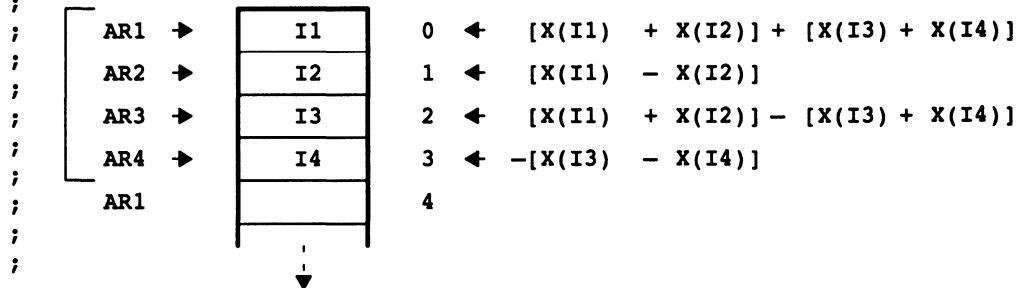 ;
; AR1 → I1 0 ← [X(I1) + X(I2)] + [X(I3) + X(I4)]
;
; AR2 → I2 1 ← [X(I1) - X(I2)]
;
; AR3 → I3 2 ← [X(I1) + X(I2)] - [X(I3) + X(I4)]
;
; AR4 → I4 3 ← -[X(I3) - X(I4)]
;
; AR1 4
;
;